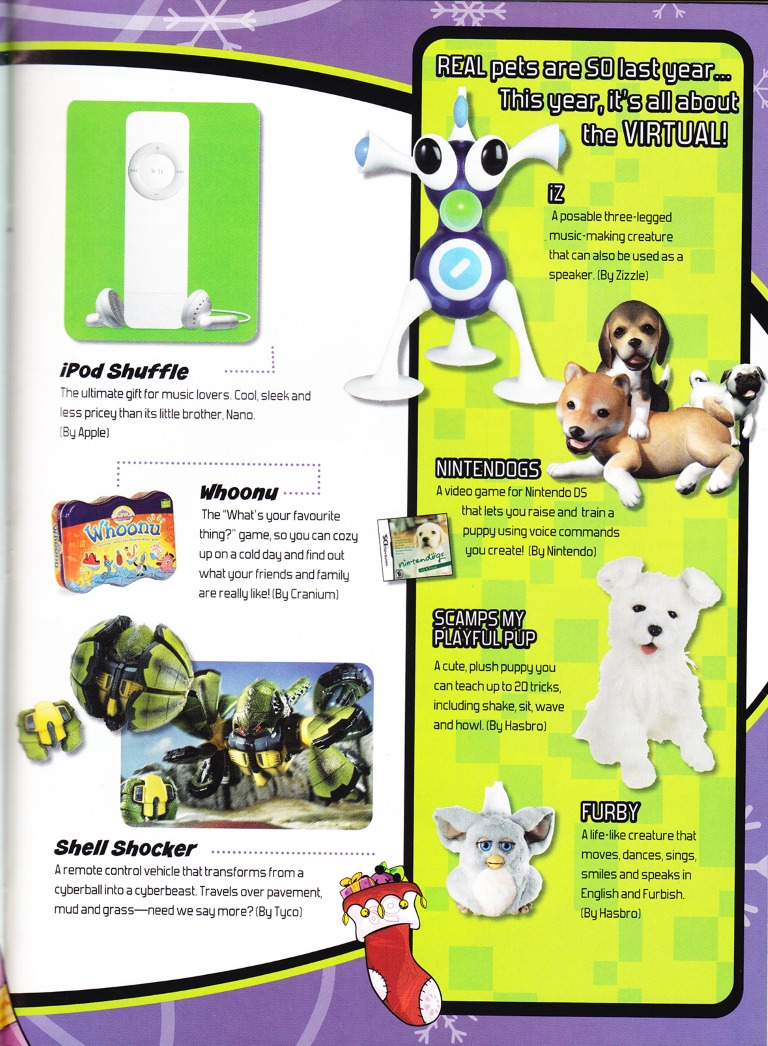 iPod Shuffle
The ultimate gift for music lovers. Cool, sleek and
less pricey than its little brother, Nano.
(By Apple)
Whoonu
The "What's your favourite
thing?" game, so you can cozy
up on a cold day and find out
what your friends and family
are really like! (By Cranium)
Whoonu
Shell Shocker
A remote control vehicle that transforms from a
cyberball into a cyberbeast. Travels over pavement,
mud and grass—need we say more? (By Tyco)
REAL pets are SO last year...
This year, it's all about
the VIRTUAL!
iZ
A posable three-legged
music-making creature
that can also be used as a
speaker. (By Zizzle)
NINTENDOGS
A video game for Nintendo DS
that lets you raise and train a
puppy using voice commands
you create! (By Nintendo)
nintendogs
SCAMPS MY
PLAYFUL PUP
A cute, plush puppy you
can teach up to 20 tricks,
including shake, sit, wave
and howl. (By Hasbro)
FURBY
A life-like creature that
moves, dances, sings,
smiles and speaks in
English and Furbish.
(By Hasbro)